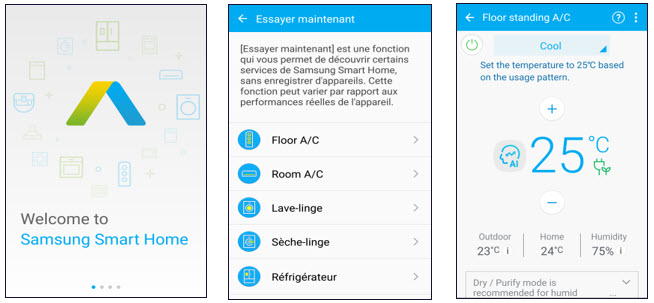 Welcome to
Samsung Smart Home
Essayer maintenant
[Essayer maintenant] est une fonction
qui vous permet de découvrir certains
services de Samsung Smart Home,
sans enregistrer d'appareils. Cette
fonction peut varier par rapport aux
performances réelles de l'appareil.
Floor A/C
Room A/C
Lave-linge
Sèche-linge
Réfrigérateur
Floor standing A/C
Cool
Set the temperature to 25℃ based
on the usage pattern.
AI
25°C
Outdoor Home Humidity
23°C i 24°C 75% i
Dry / Purify mode is
recommended for humid ...